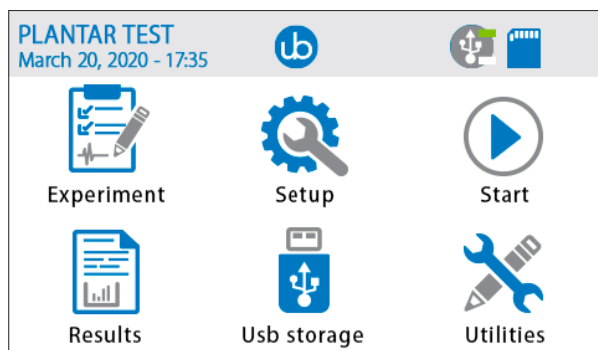 PLANTAR TEST
March 20, 2020 - 17:35
ub
Experiment
Setup
Start
Results
Usb storage
Utilities